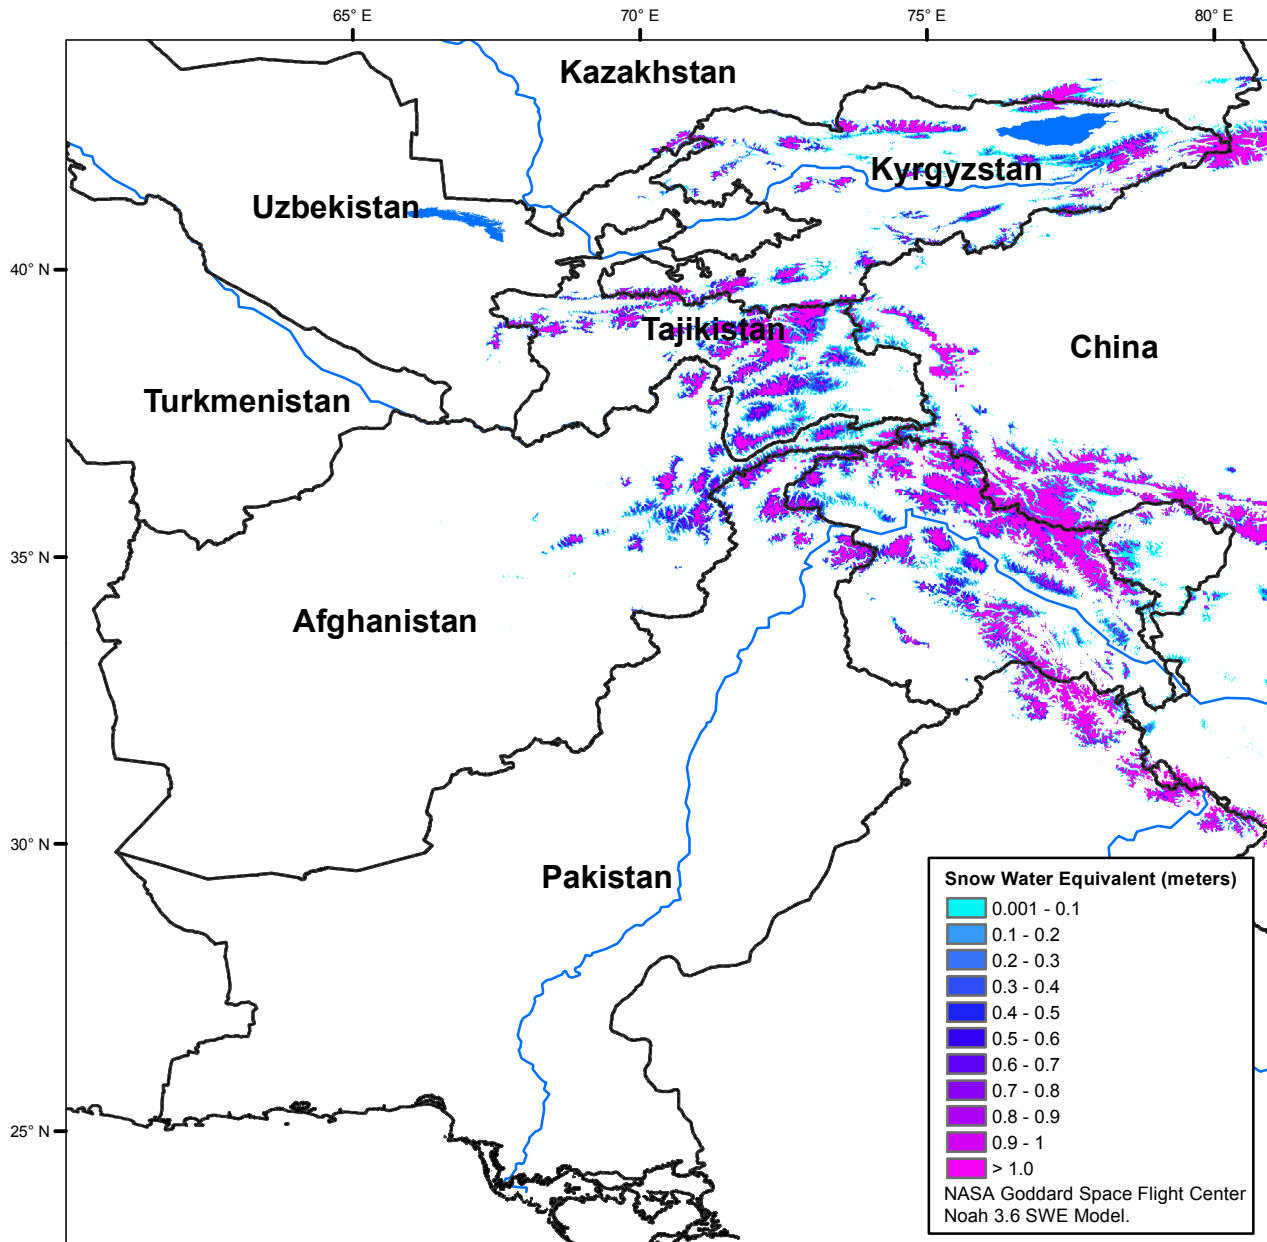 65° E
70° E
75° E
80° E
Kazakhstan
Kyrgyzstan
Uzbekistan
40° N
Tajikistan
China
Turkmenistan
35° N
Afghanistan
30° N
Pakistan
25° N
Snow Water Equivalent (meters)
0.001 - 0.1
0.1 - 0.2
0.2 - 0.3
0.3 - 0.4
0.4 - 0.5
0.5 - 0.6
0.6 - 0.7
0.7 - 0.8
0.8 - 0.9
0.9 - 1
> 1.0
NASA Goddard Space Flight Center
Noah 3.6 SWE Model.